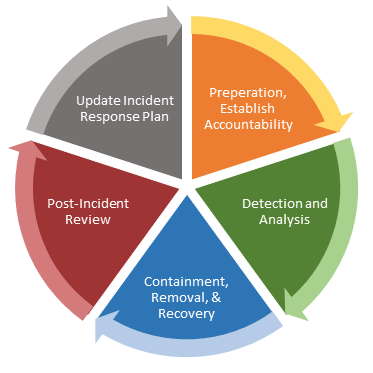 Update Incident
Response Plan
Preperation,
Establish
Accountability
Post-Incident
Review
Detection and
Analysis
Containment,
Removal, &
Recovery